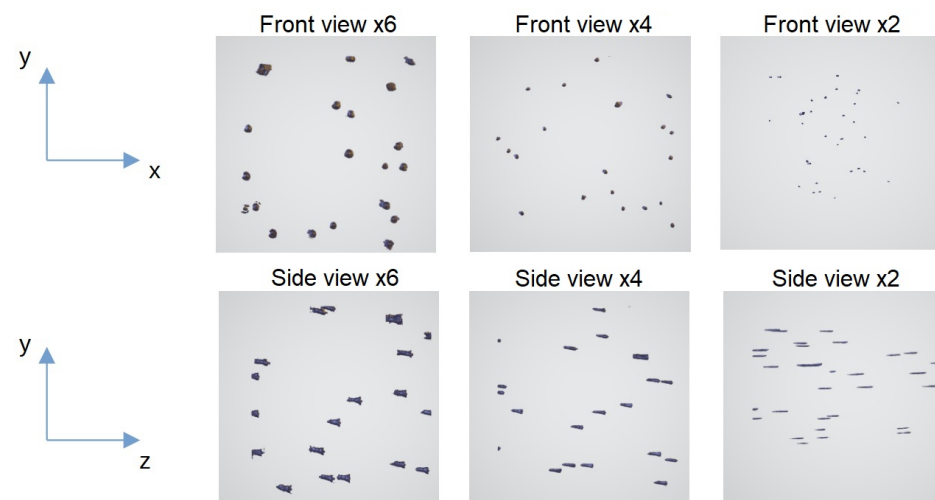 Front view x6
Front view x4
Front view x2
y
x
Side view x6
Side view x4
Side view x2
y
z